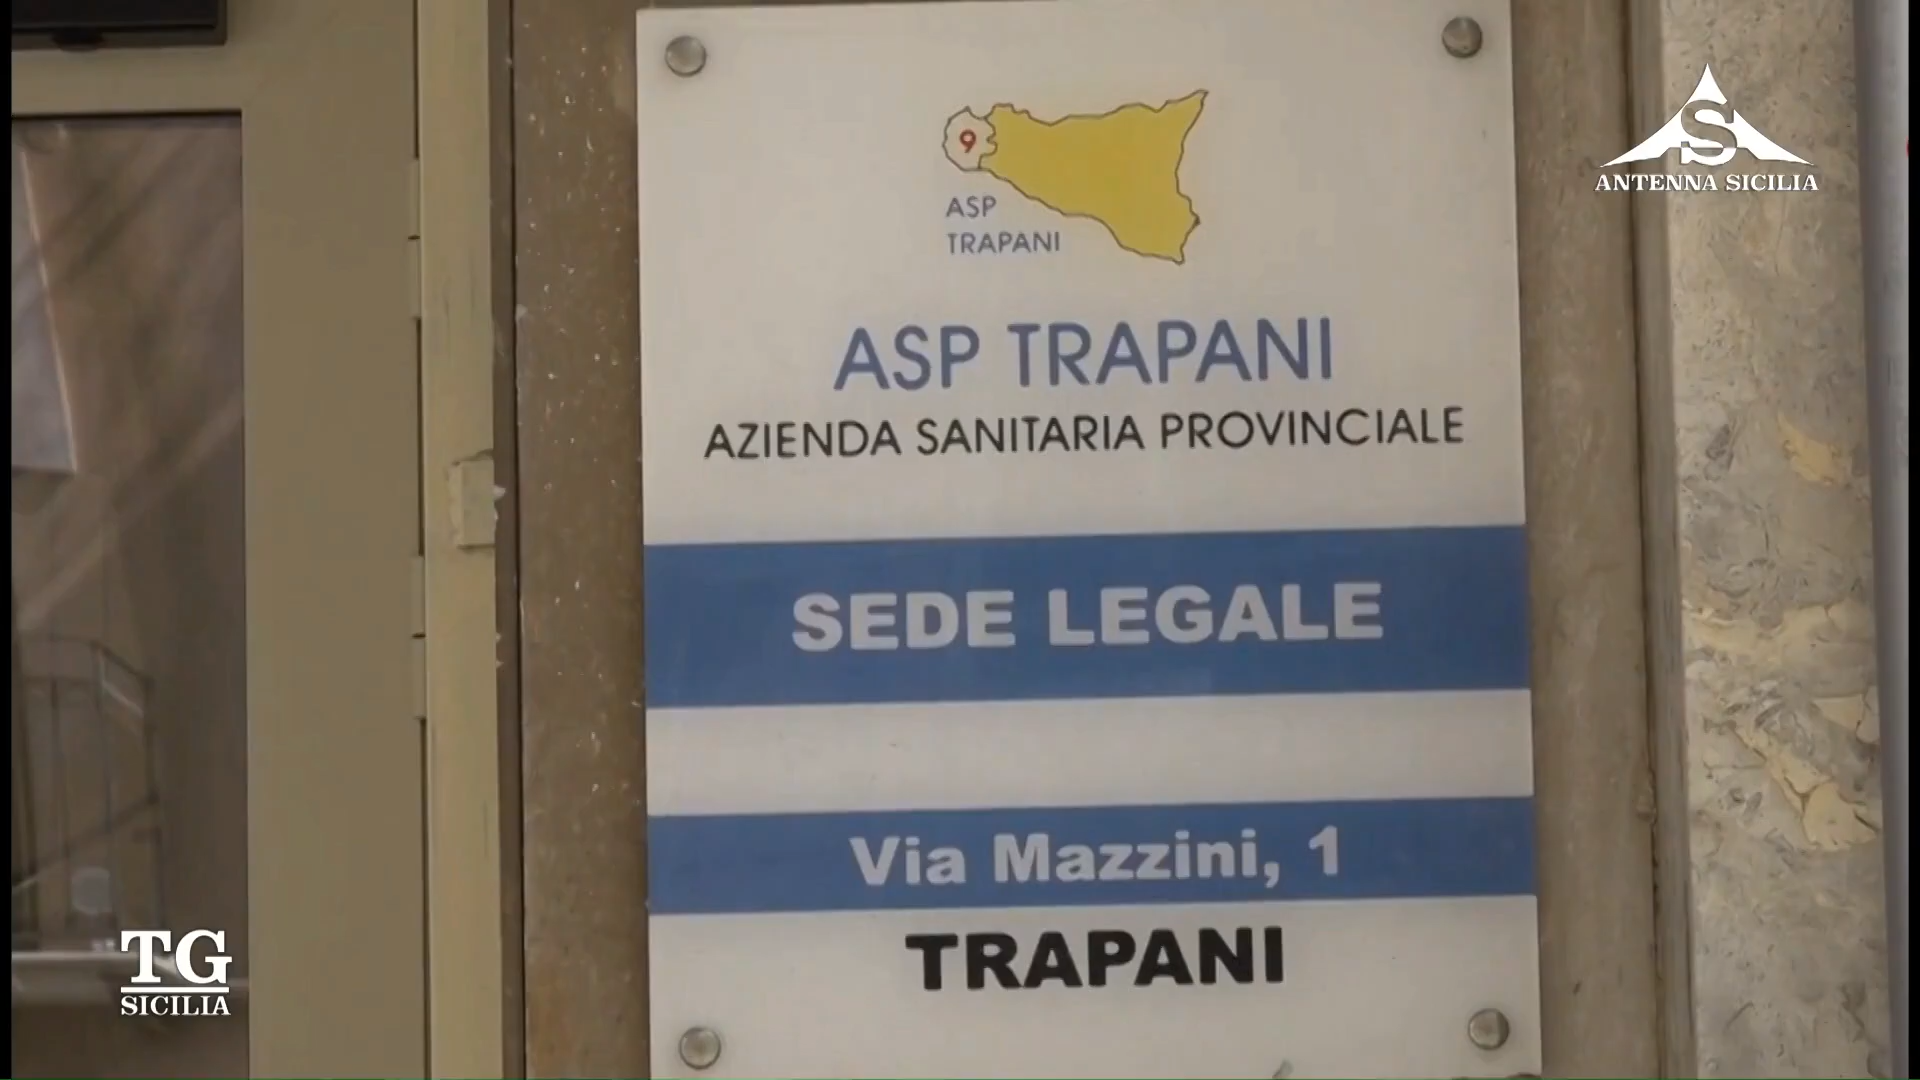 9
ASP
TRAPANI
ASP TRAPANI
AZIENDA SANITARIA PROVINCIALE
SEDE LEGALE
Via Mazzini, 1
TRAPANI
S
ANTENNA SICILIA
TG
SICILIA